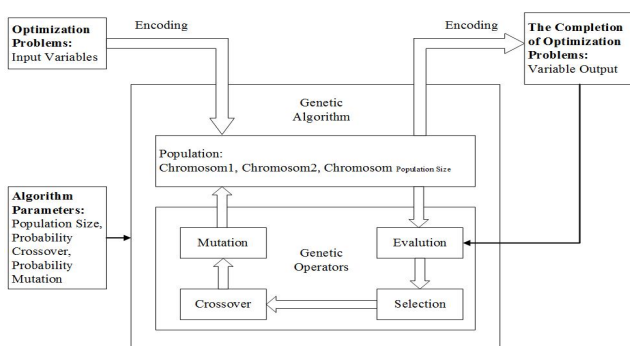 Optimization
Problems:
Input Variables
Encoding
Encoding
The Completion
of Optimization
Problems:
Variable Output
Genetic
Algorithm
Population:
Chromosom1, Chromosom2, Chromosom Population Size
Algorithm
Parameters:
Population Size,
Probability
Crossover,
Probability
Mutation
Mutation
Genetic
Operators
Evalution
Crossover
Selection